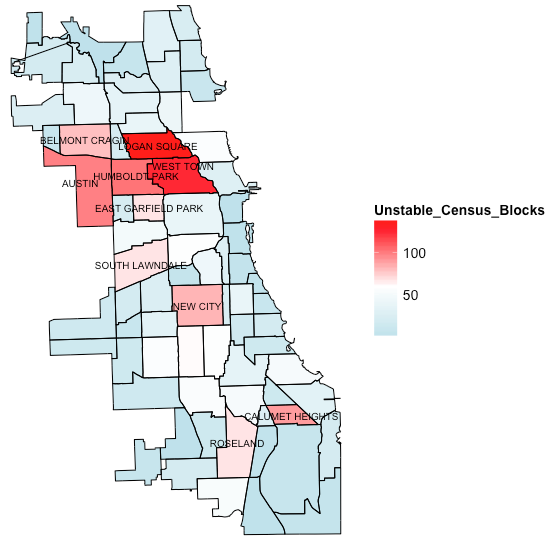 BELMONT CRAGIN
LOGAN SQUARE
WEST TOWN
HUMBOLDT PARK
AUSTIN
EAST GARFIELD PARK
SOUTH LAWNDALE
NEW CITY
CALUMET HEIGHTS
ROSELAND
Unstable_Census_Blocks
100
50